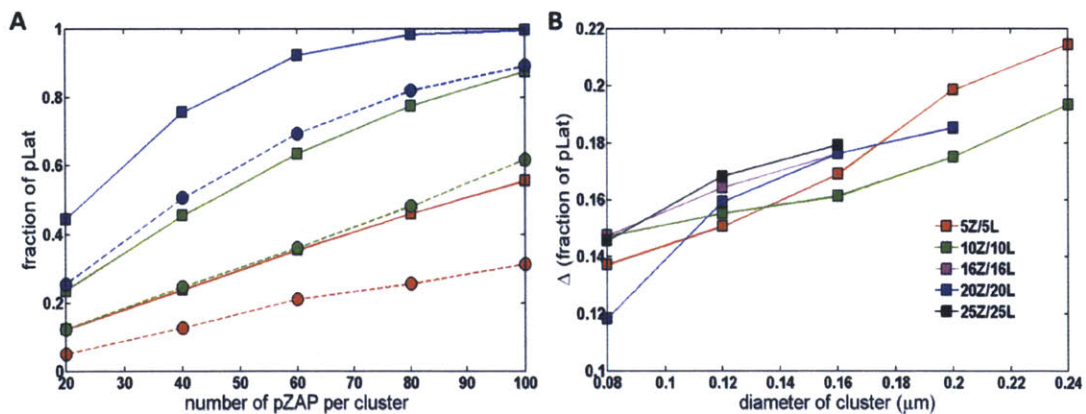 A
fraction of pLat
1
0.8
0.6
0.4
0.2
0
20 30 40 50 60 70 80 90 100
number of pZAP per cluster
B
Δ (fraction of pLat)
0.22
0.2
0.18
0.16
0.14
0.12
0.1
0.08 0.1 0.12 0.14 0.16 0.18 0.2 0.22 0.24
diameter of cluster (μm)
5Z/5L
10Z/10L
16Z/16L
20Z/20L
25Z/25L